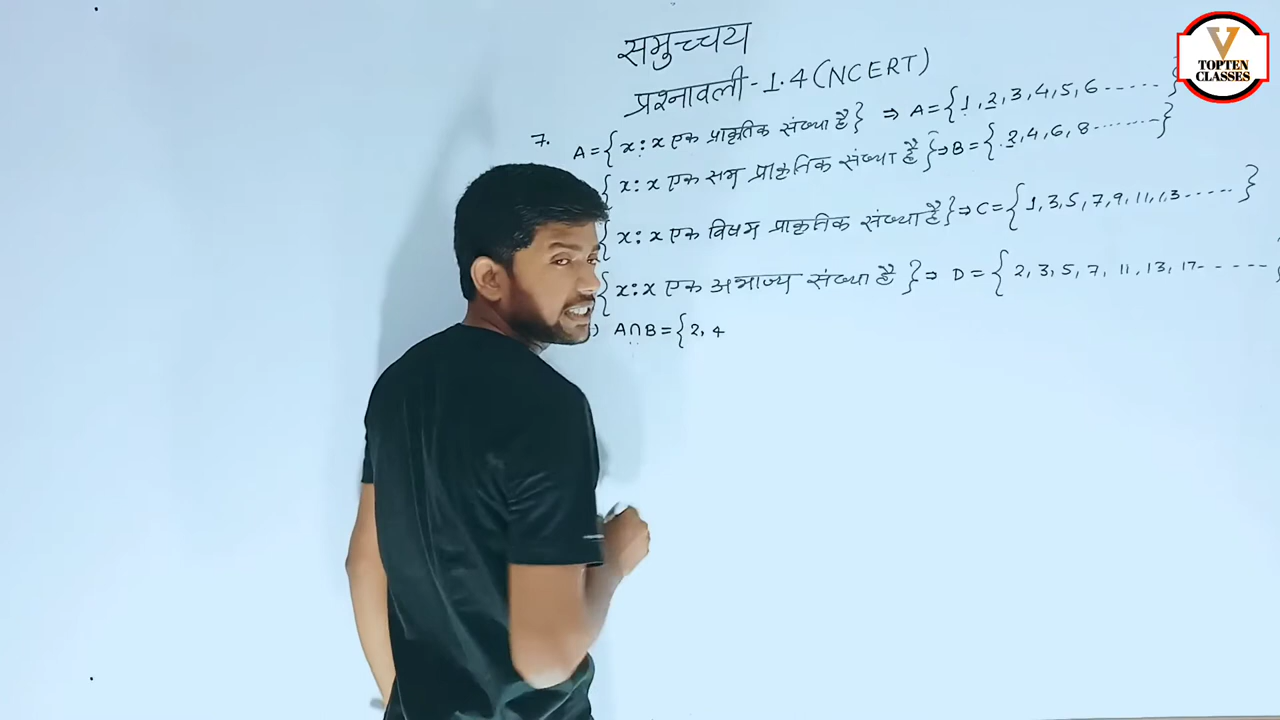 समुच्चय
प्रश्नावली-1.4 (NCERT)
7. A={x:x एक प्राकृतिक संख्या है} ⇒ A={1,2,3,4,5,6------}
{x:x एक सम प्राकृतिक संख्या है}⇒B={2,4,6,8--------}
{x:x एक विषम प्राकृतिक संख्या है}⇒C={1,3,5,7,9,11,13-----}
{x:x एक अभाज्य संख्या है}⇒ D={2,3,5,7,11,13,17------}
) A∩B={2,4
V
TOPTEN
CLASSES